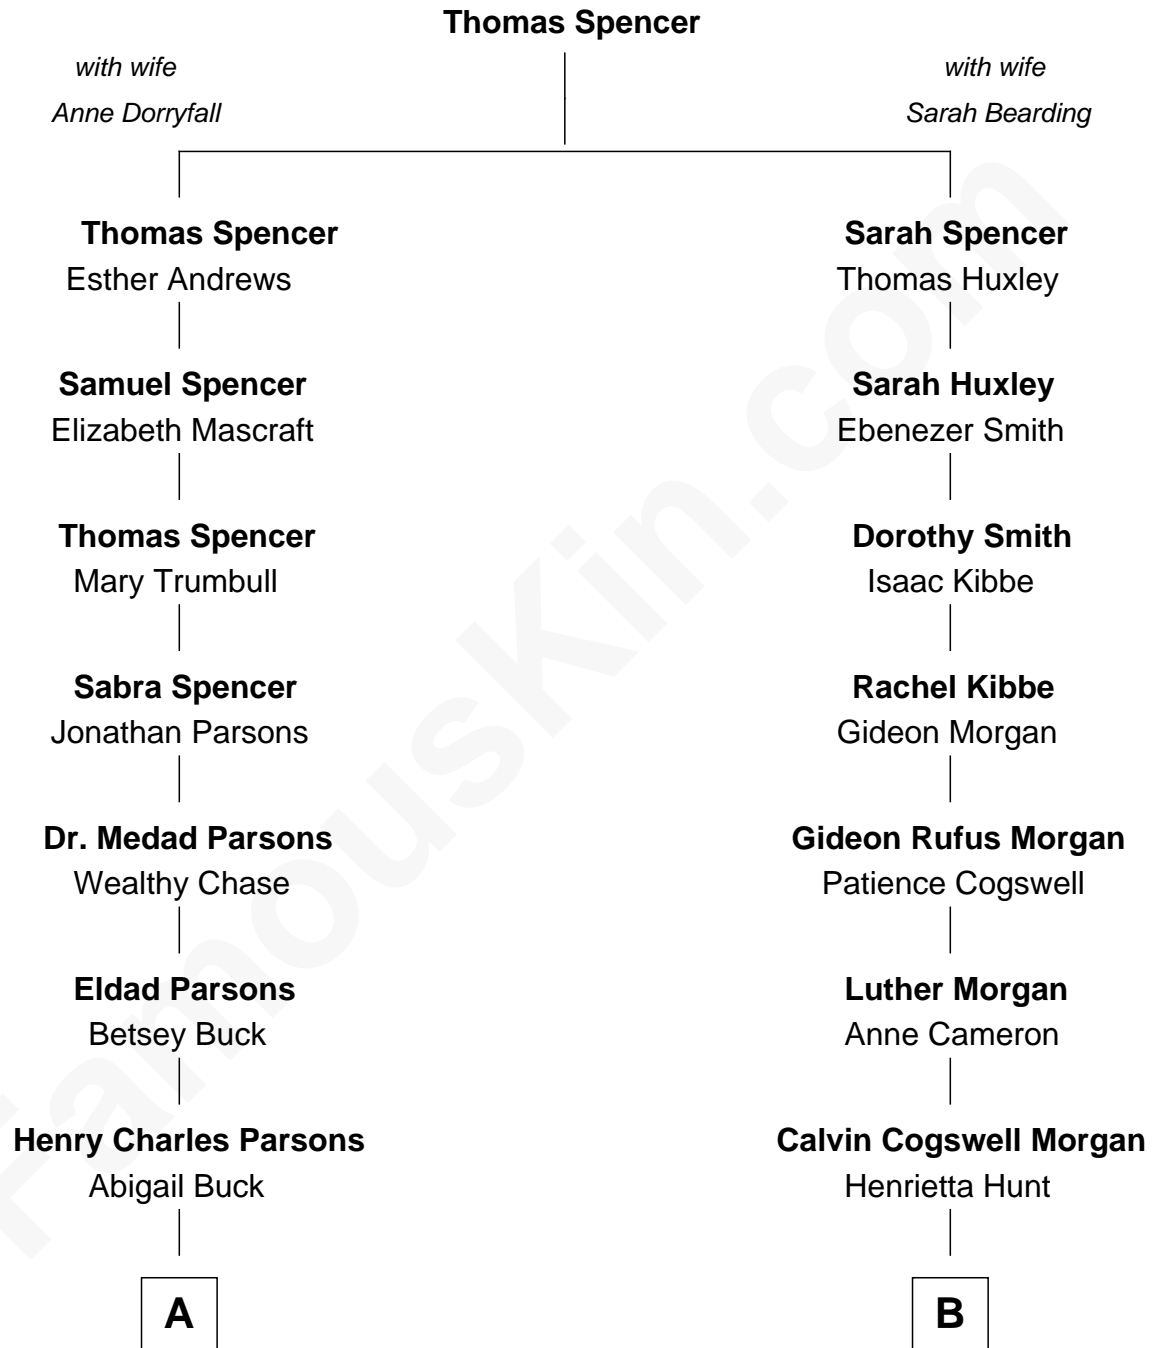 Thomas Spencer
with wife
Anne Dorryfall
with wife
Sarah Bearding
Thomas Spencer
Esther Andrews
Sarah Spencer
Thomas Huxley
Samuel Spencer
Elizabeth Mascraft
Sarah Huxley
Ebenezer Smith
Thomas Spencer
Mary Trumbull
Dorothy Smith
Isaac Kibbe
Sabra Spencer
Jonathan Parsons
Rachel Kibbe
Gideon Morgan
Dr. Medad Parsons
Wealthy Chase
Gideon Rufus Morgan
Patience Cogswell
Eldad Parsons
Betsey Buck
Luther Morgan
Anne Cameron
Henry Charles Parsons
Abigail Buck
Calvin Cogswell Morgan
Henrietta Hunt
A
B
FamousKin.com